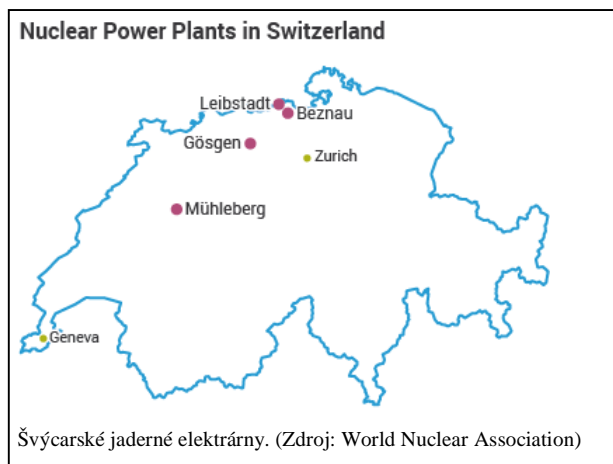 Nuclear Power Plants in Switzerland
Leibstadt
Beznau
Gösgen
Zurich
Mühleberg
Geneva
Švýcarské jaderné elektrárny. (Zdroj: World Nuclear Association)